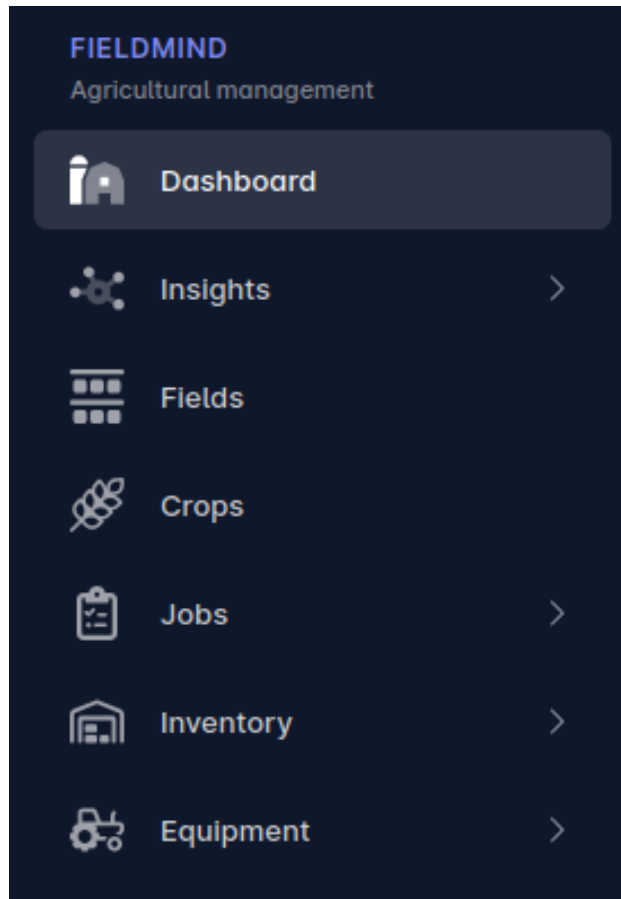 FIELDMIND
Agricultural management
Dashboard
Insights
Fields
Crops
Jobs
Inventory
Equipment